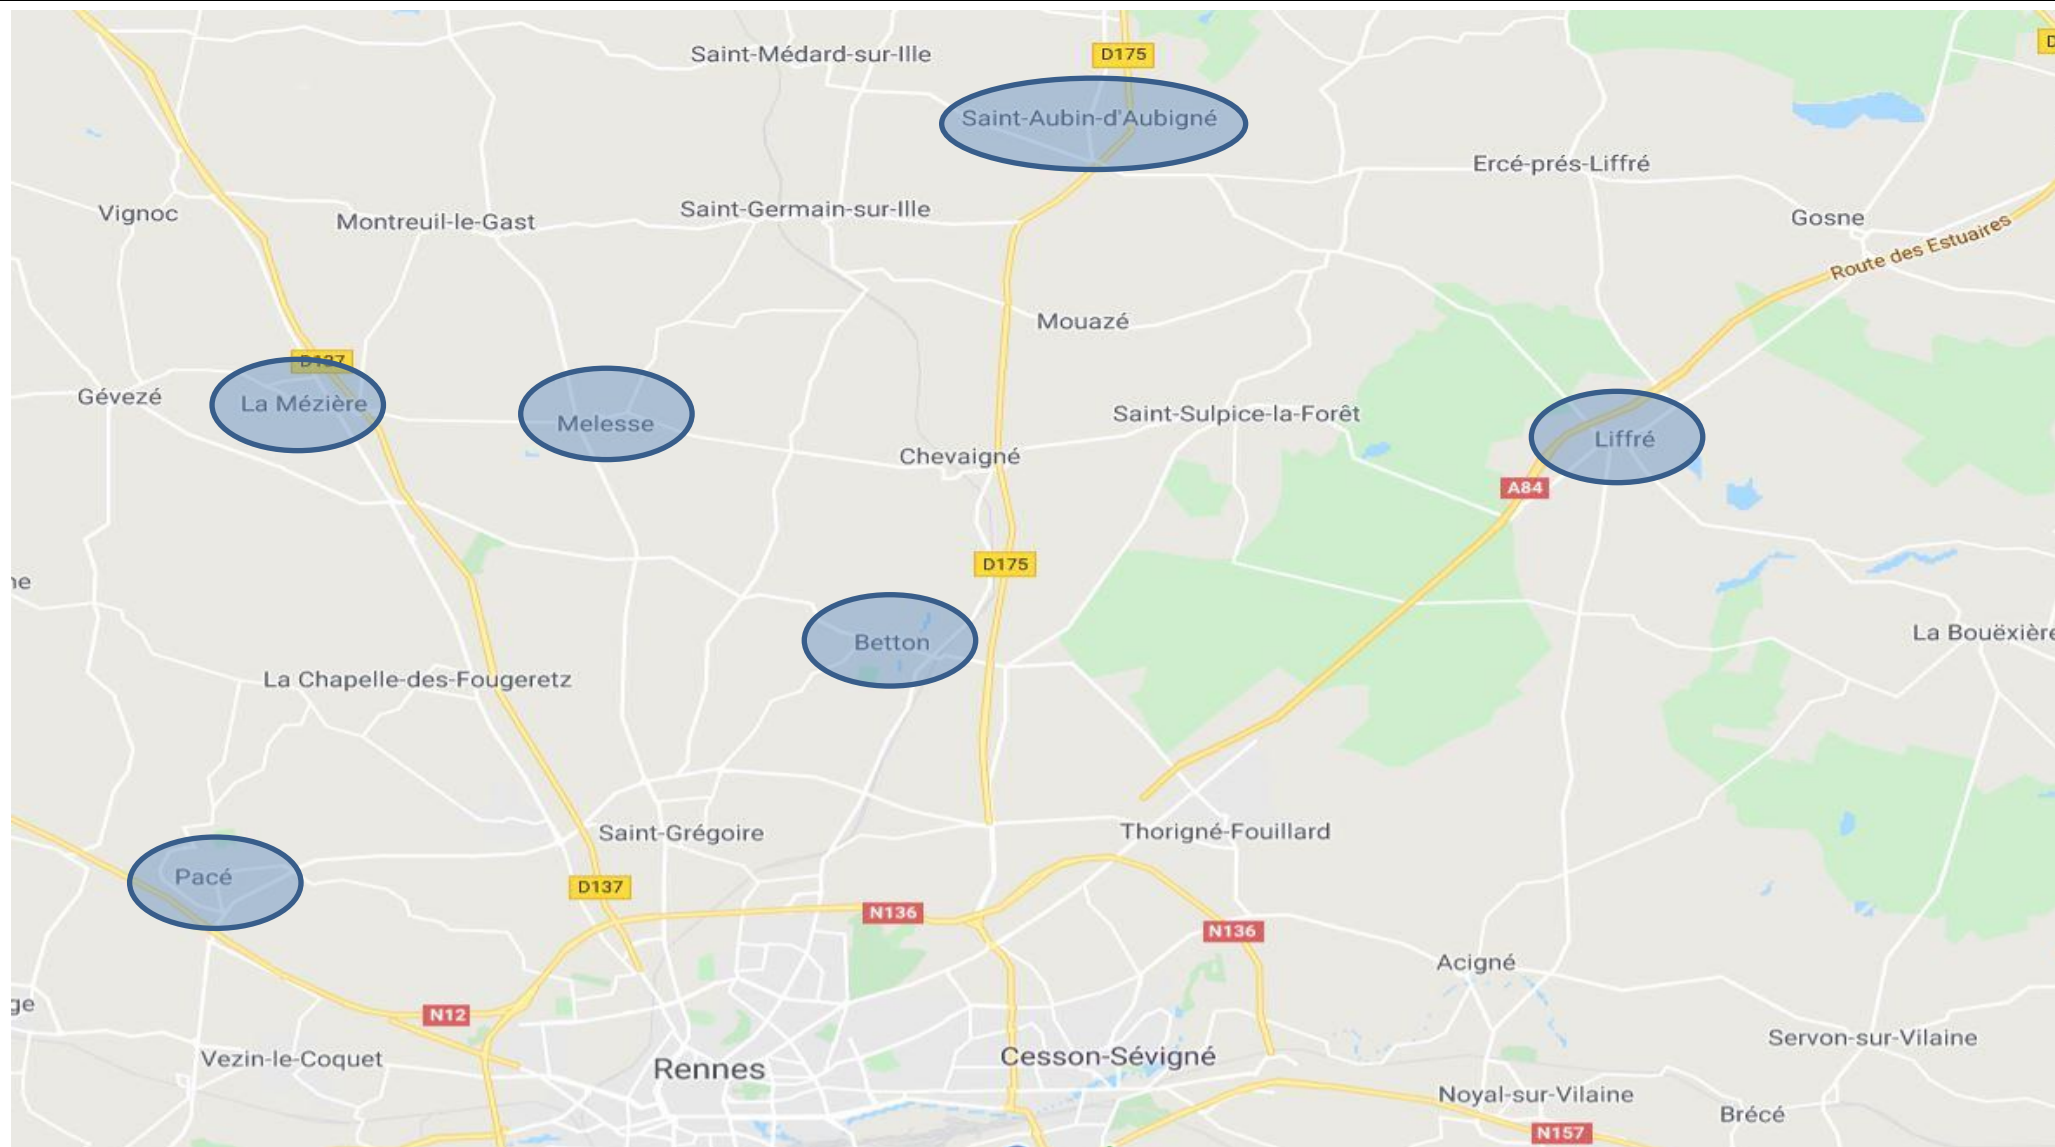 Saint-Médard-sur-Ille
D175
Saint-Aubin-d'Aubigné
Ercé-prés-Liffré
Vignoc
Montreuil-le-Gast
Saint-Germain-sur-Ille
Gosne
Route des Estuaires
Mouazé
D137
Gévezé
La Mézière
Melesse
Saint-Sulpice-la-Forêt
Liffré
Chevaigné
A84
D175
Betton
La Bouëxière
La Chapelle-des-Fougeretz
Saint-Grégoire
Thorigné-Fouillard
Pacé
D137
N136
N136
Acigné
N12
Servon-sur-Vilaine
Vezin-le-Coquet
Rennes
Cesson-Sévigné
Noyal-sur-Vilaine
Brécé
N157